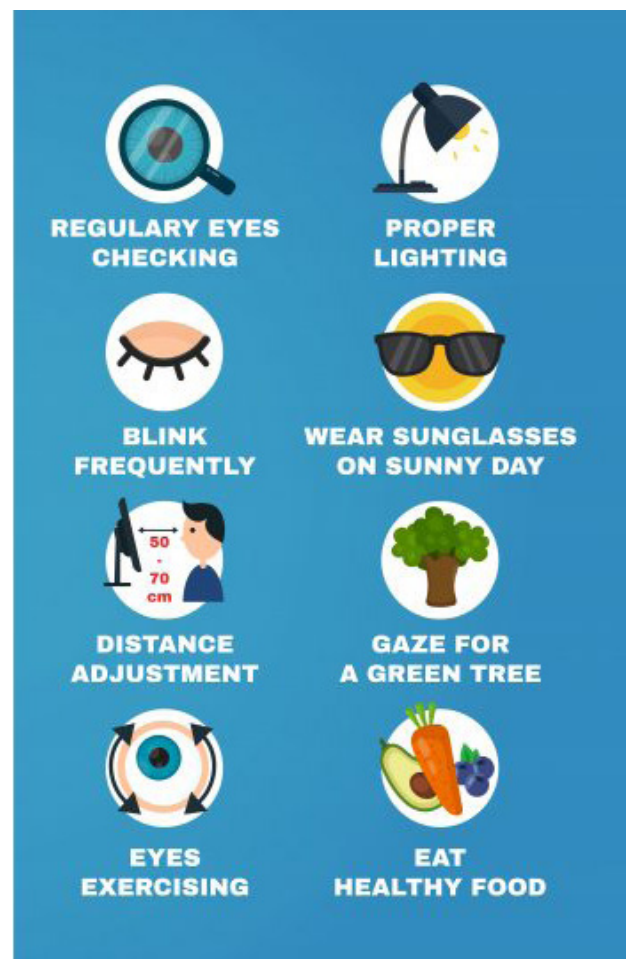 REGULARY EYES
CHECKING
PROPER
LIGHTING
BLINK
FREQUENTLY
WEAR SUNGLASSES
ON SUNNY DAY
50
-
70
cm
DISTANCE
ADJUSTMENT
GAZE FOR
A GREEN TREE
EYES
EXERCISING
EAT
HEALTHY FOOD